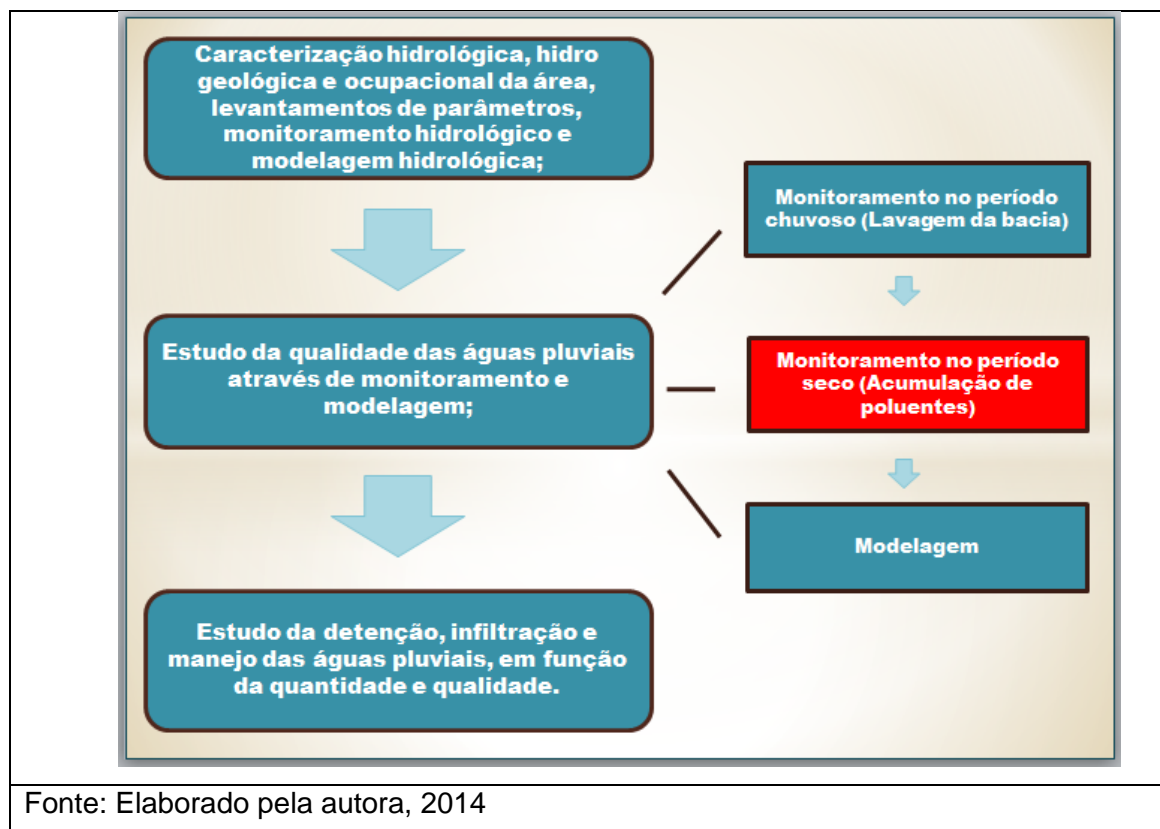 Caracterização hidrológica, hidro
geológica e ocupacional da área,
levantamentos de parâmetros,
monitoramento hidrológico e
modelagem hidrológica;
Estudo da qualidade das águas pluviais
através de monitoramento e
modelagem;
Estudo da detenção, infiltração e
manejo das águas pluviais, em função
da quantidade e qualidade.
Monitoramento no período
chuvoso (Lavagem da bacia)
Monitoramento no período
seco (Acumulação de
poluentes)
Modelagem
Fonte: Elaborado pela autora, 2014